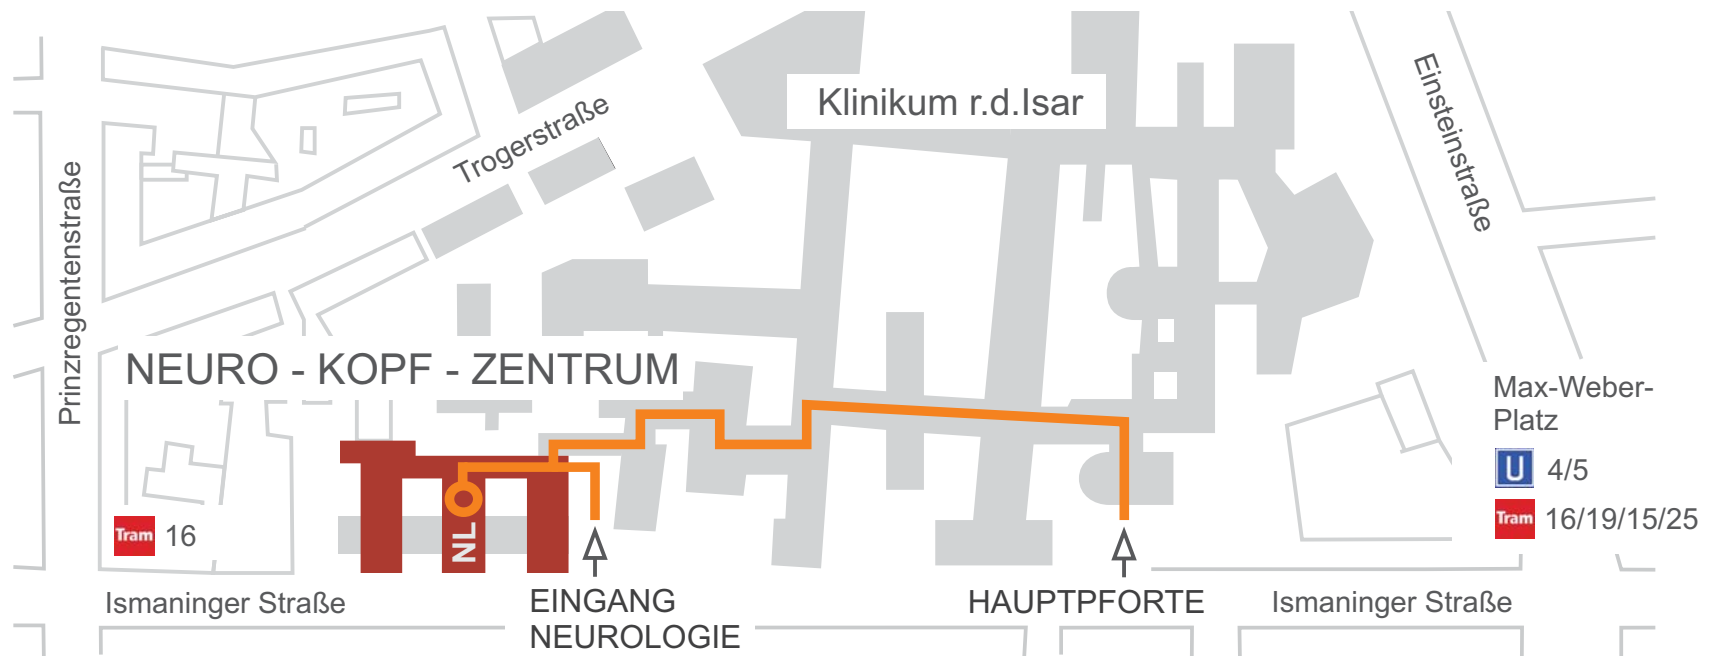 Klinikum r.d.Isar
Trogerstraße
Einsteinstraße
Prinzregentenstraße
NEURO - KOPF - ZENTRUM
Max-Weber-
Platz
U 4/5
Tram 16/19/15/25
Tram 16
NL
Ismaninger Straße
EINGANG
NEUROLOGIE
HAUPTPFORTE
Ismaninger Straße